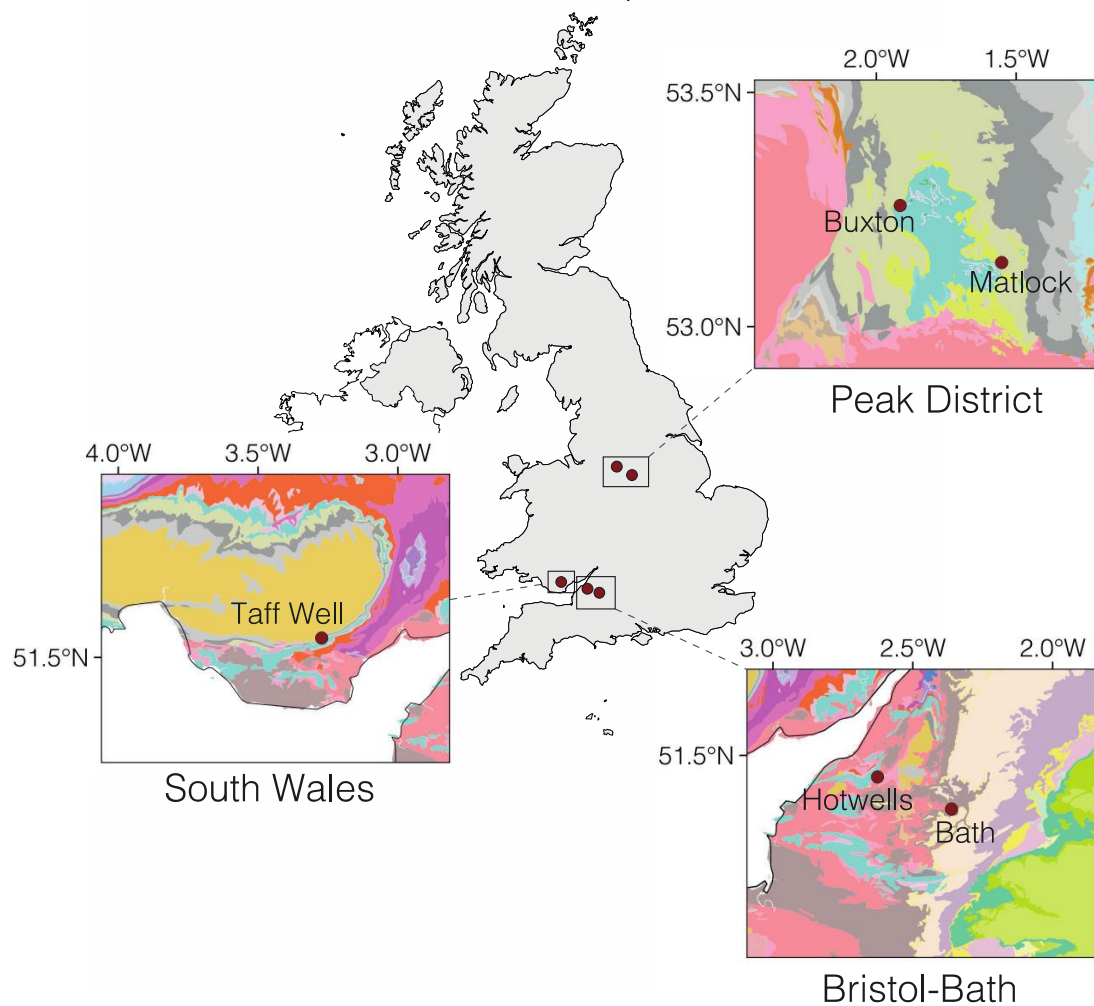 2.0°W 1.5°W
53.5°N
Buxton
Matlock
53.0°N
Peak District
4.0°W 3.5°W 3.0°W
Taff Well
51.5°N
South Wales
3.0°W 2.5°W 2.0°W
51.5°N
Hotwells
Bath
Bristol-Bath